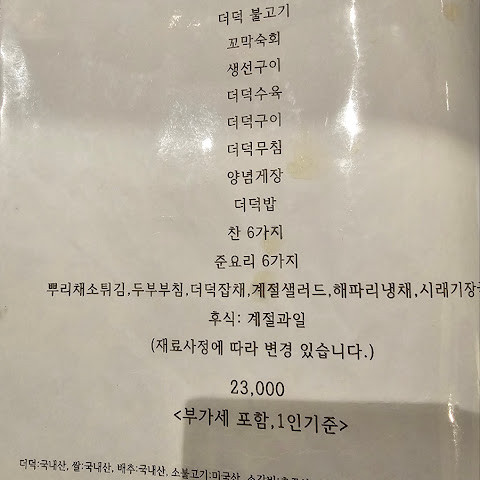 더덕 불고기
꼬막숙회
생선구이
더덕수육
더덕구이
더덕무침
양념게장
더덕밥
찬 6가지
준요리 6가지
뿌리채소튀김,두부부침,더덕잡채,계절샐러드,해파리냉채,시래기장
후식: 계절과일
(재료사정에 따라 변경 있습니다.)
23,000
<부가세 포함,1인기준>
더덕:국내산, 쌀:국내산, 배추:국내산, 소불고기:미국산,